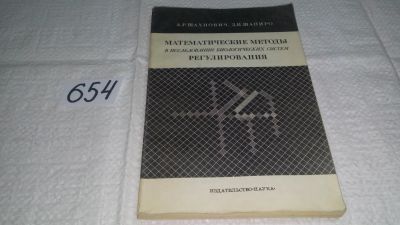 А.Р.ШАХНОВИЧ, Д.Я.ШАПИРО
МАТЕМАТИЧЕСКИЕ МЕТОДЫ
В ИССЛЕДОВАНИИ БИОЛОГИЧЕСКИХ СИСТЕМ
РЕГУЛИРОВАНИЯ
654
ИЗДАТЕЛЬСТВО «НАУКА»